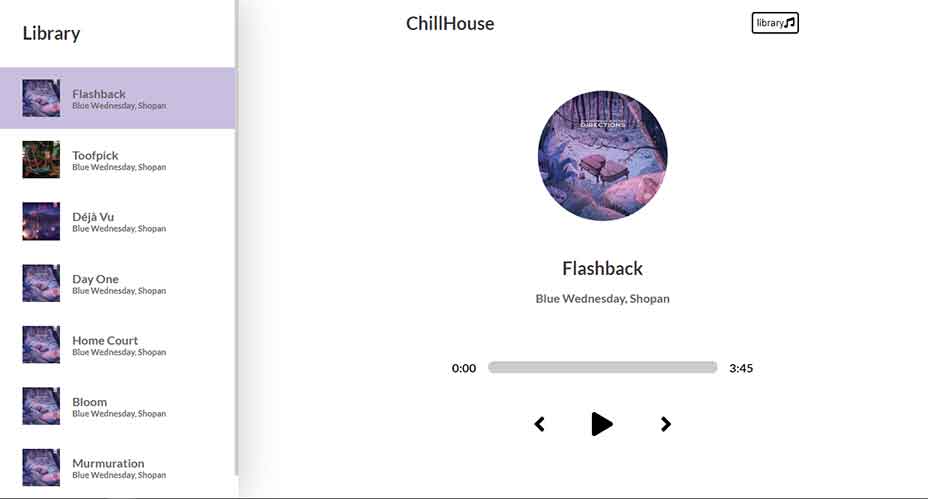 Library
Flashback
Blue Wednesday, Shopan
Toofpick
Blue Wednesday, Shopan
Déjà Vu
Blue Wednesday, Shopan
Day One
Blue Wednesday, Shopan
Home Court
Blue Wednesday, Shopan
Bloom
Blue Wednesday, Shopan
Murmuration
Blue Wednesday, Shopan
ChillHouse
library
DIRECTIONS
Flashback
Blue Wednesday, Shopan
0:00
3:45